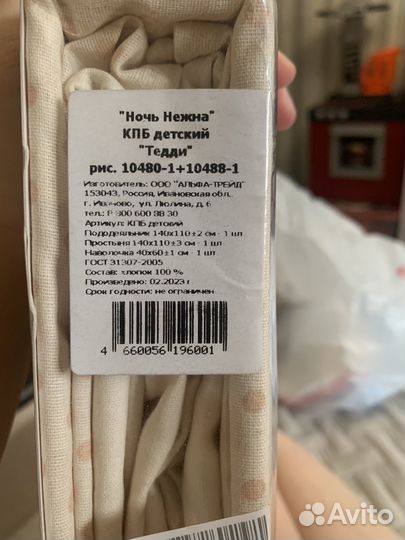 "Ночь Нежна"
КПБ детский
"Тедди"
рис. 10480-1+10488-1
Изготовитель: ООО "АЛЬФА-ТРЕЙД"
153043, Россия, Ивановская обл.,
г. Иваново, ул. Люлина, д. 6
тел.: 8 800 600 38 30
Артикул: КПБ детский
Пододеяльник 140х110±2 см - 1 шт
Простыня 140х110±3 см - 1 шт
Наволочка 40х60±1 см - 1 шт
ГОСТ 31307-2005
Состав: хлопок 100 %
Произведено: 02.2023 г
Срок годности: не ограничен
4 660056 196001
Avito